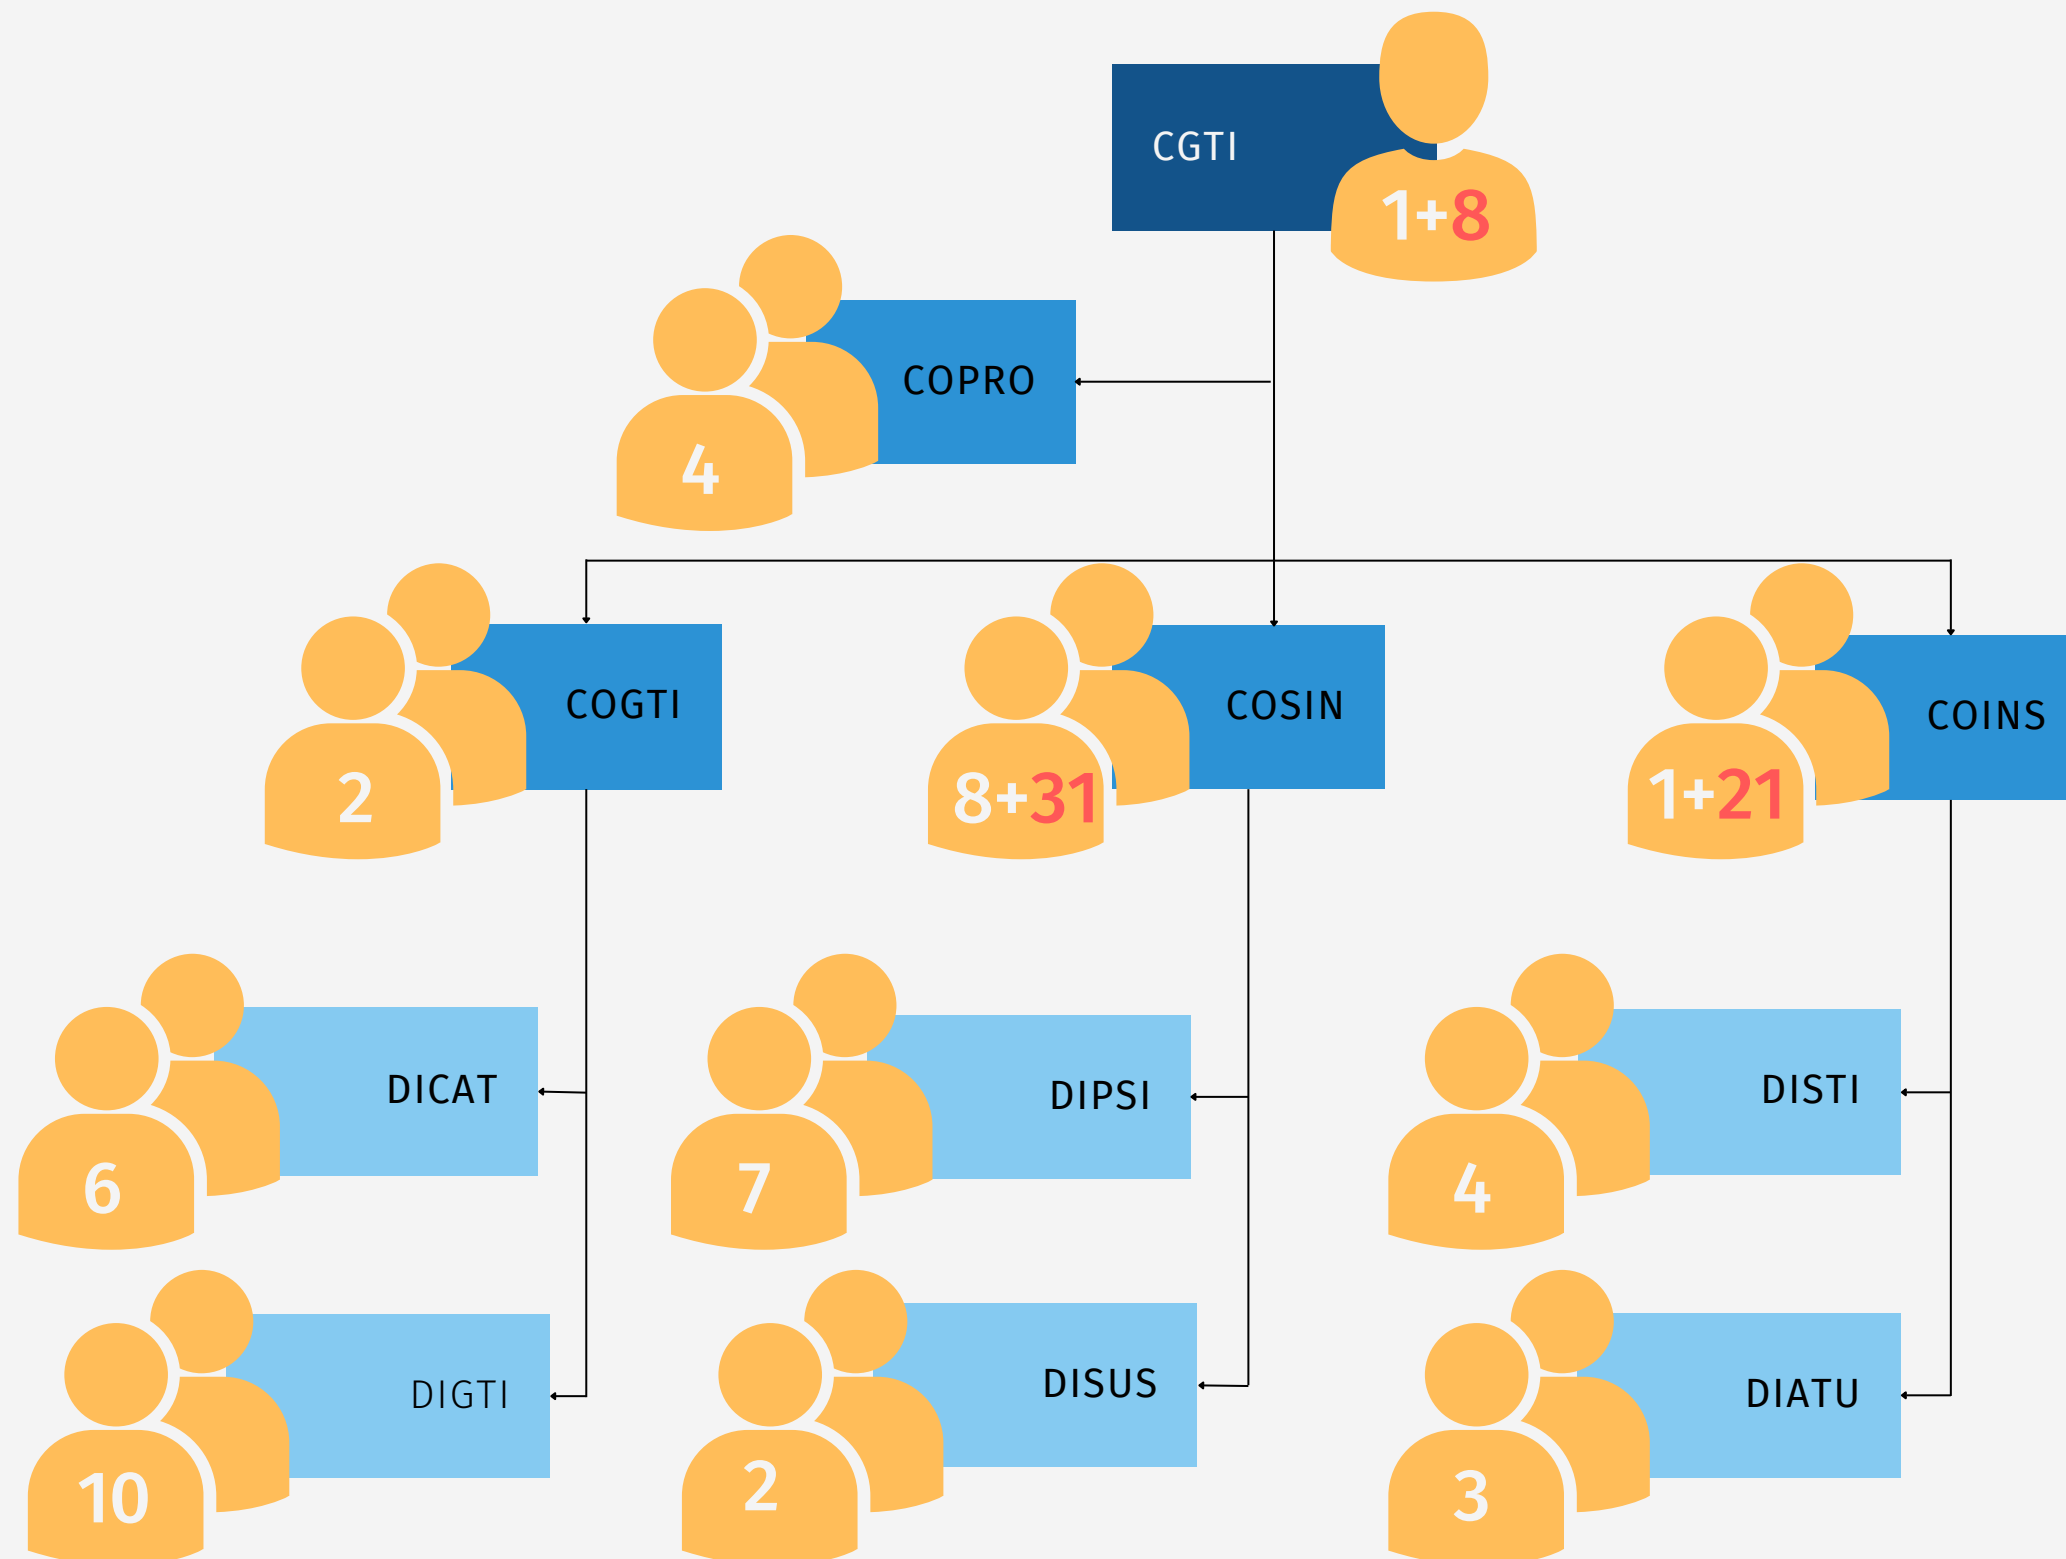 CGTI
1+8
COPRO
4
COGTI
2
COSIN
8+31
COINS
1+21
DICAT
6
DIPSI
7
DISTI
4
DIGTI
10
DISUS
2
DIATU
3